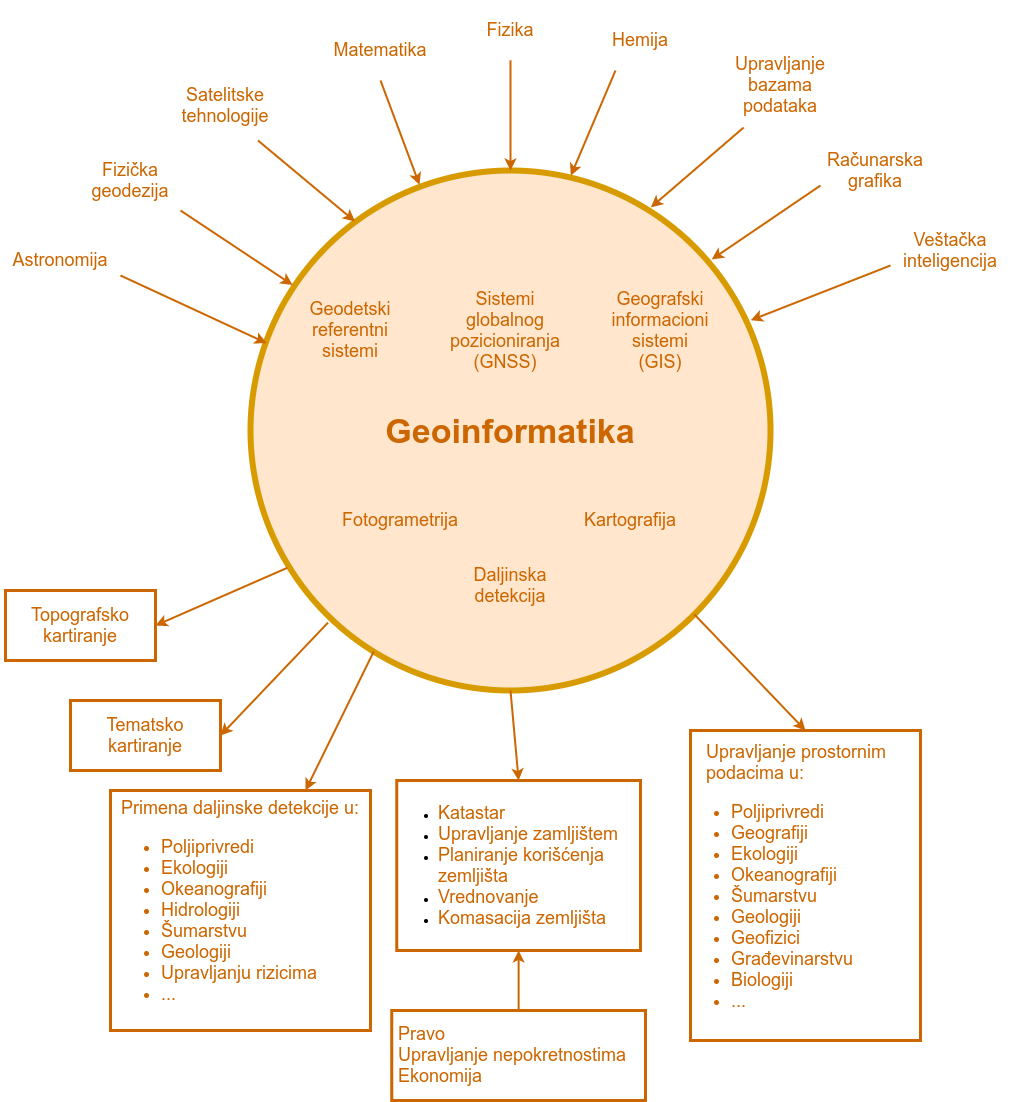 Fizika
Matematika
Hemija
Upravljanje
bazama
podataka
Satelitske
tehnologije
Računarska
grafika
Fizička
geodezija
Veštačka
inteligencija
Astronomija
Geodetski
referentni
sistemi
Sistemi
globalnog
pozicioniranja
(GNSS)
Geografski
informacioni
sistemi
(GIS)
Geoinformatika
Fotogrametrija
Kartografija
Daljinska
detekcija
Topografsko
kartiranje
Tematsko
kartiranje
Primena daljinske detekcije u:
• Poljiprivredi
• Ekologiji
• Okeanografiji
• Hidrologiji
• Šumarstvu
• Geologiji
• Upravljanju rizicima
• ...
• Katastar
• Upravljanje zamljištem
• Planiranje korišćenja
zemljišta
• Vrednovanje
• Komasacija zemljišta
Upravljanje prostornim
podacima u:
• Poljiprivredi
• Geografiji
• Ekologiji
• Okeanografiji
• Šumarstvu
• Geologiji
• Geofizici
• Građevinarstvu
• Biologiji
• ...
Pravo
Upravljanje nepokretnostima
Ekonomija